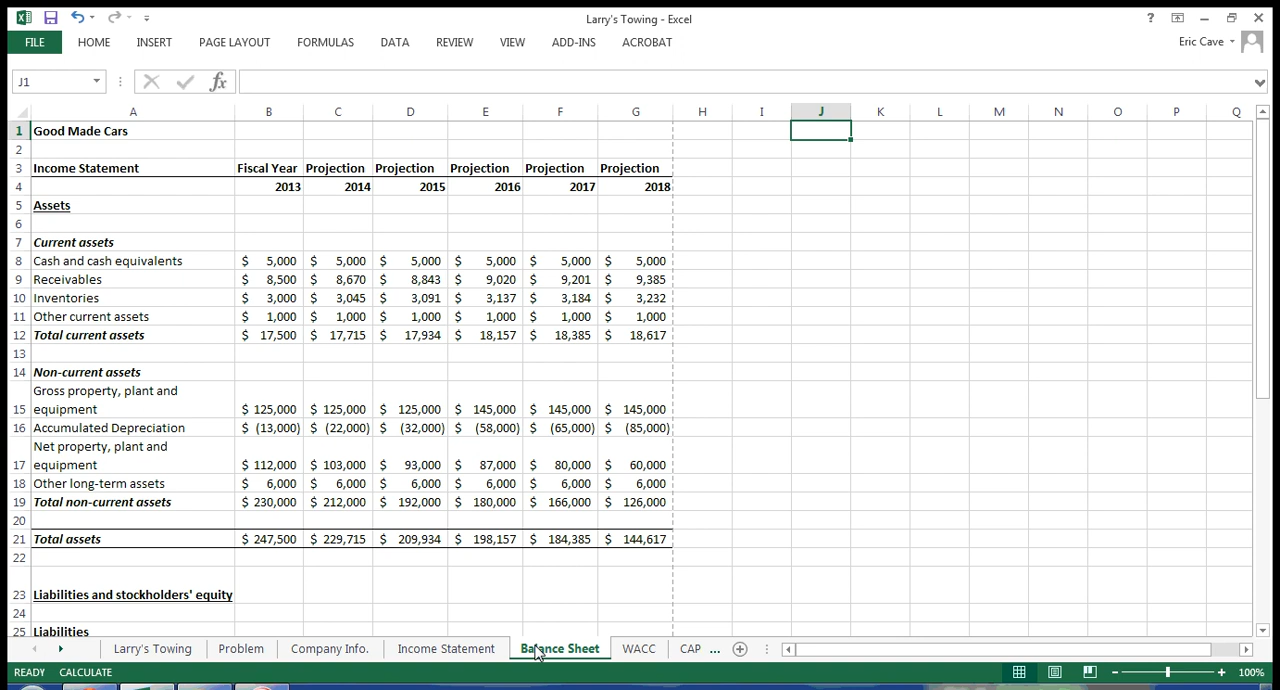 Larry's Towing - Excel
?
FILE HOME INSERT PAGE LAYOUT FORMULAS DATA REVIEW VIEW ADD-INS ACROBAT Eric Cave
J1 fx
A B C D E F G H I J K L M N O P Q
1 Good Made Cars
2
3 Income Statement Fiscal Year Projection Projection Projection Projection Projection
4 2013 2014 2015 2016 2017 2018
5 Assets
6
7 Current assets
8 Cash and cash equivalents $ 5,000 $ 5,000 $ 5,000 $ 5,000 $ 5,000 $ 5,000
9 Receivables $ 8,500 $ 8,670 $ 8,843 $ 9,020 $ 9,201 $ 9,385
10 Inventories $ 3,000 $ 3,045 $ 3,091 $ 3,137 $ 3,184 $ 3,232
11 Other current assets $ 1,000 $ 1,000 $ 1,000 $ 1,000 $ 1,000 $ 1,000
12 Total current assets $ 17,500 $ 17,715 $ 17,934 $ 18,157 $ 18,385 $ 18,617
13
14 Non-current assets
Gross property, plant and
15 equipment $ 125,000 $ 125,000 $ 125,000 $ 145,000 $ 145,000 $ 145,000
16 Accumulated Depreciation $ (13,000) $ (22,000) $ (32,000) $ (58,000) $ (65,000) $ (85,000)
Net property, plant and
17 equipment $ 112,000 $ 103,000 $ 93,000 $ 87,000 $ 80,000 $ 60,000
18 Other long-term assets $ 6,000 $ 6,000 $ 6,000 $ 6,000 $ 6,000 $ 6,000
19 Total non-current assets $ 230,000 $ 212,000 $ 192,000 $ 180,000 $ 166,000 $ 126,000
20
21 Total assets $ 247,500 $ 229,715 $ 209,934 $ 198,157 $ 184,385 $ 144,617
22
23 Liabilities and stockholders' equity
24
25 Liabilities
Larry's Towing Problem Company Info. Income Statement Balance Sheet WACC CAP ...
READY CALCULATE 100%